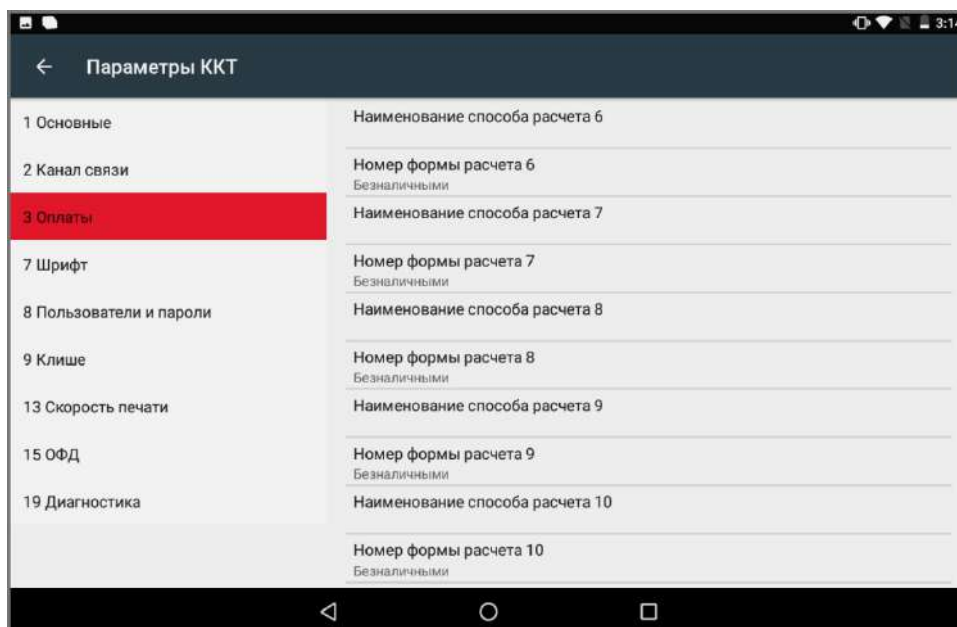 3:14
Параметры ККТ
1 Основные
2 Канал связи
3 Оплаты
7 Шрифт
8 Пользователи и пароли
9 Клише
13 Скорость печати
15 ОФД
19 Диагностика
Наименование способа расчета 6
Номер формы расчета 6
Безналичными
Наименование способа расчета 7
Номер формы расчета 7
Безналичными
Наименование способа расчета 8
Номер формы расчета 8
Безналичными
Наименование способа расчета 9
Номер формы расчета 9
Безналичными
Наименование способа расчета 10
Номер формы расчета 10
Безналичными